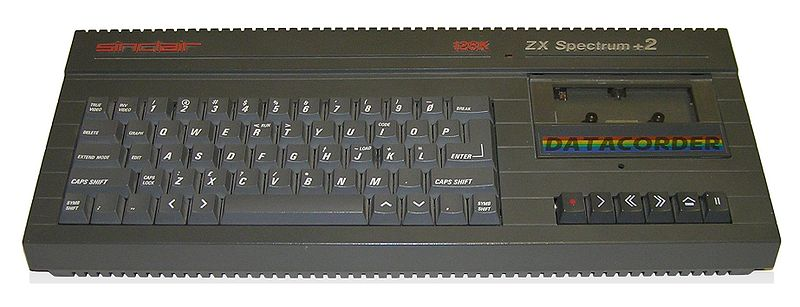 sinclair 128K ZX Spectrum +2
TRUE VIDEO INV VIDEO ! 1 @ 2 # 3 $ 4 % 5 & 6 ' 7 ( 8 ) 9 _ 0 BREAK
DELETE GRAPH Q W E < R RUN T > Y U I CODE O P
EXTEND MODE EDIT A S D F G H J - LOAD K + L = ENTER
CAPS SHIFT CAPS LOCK Z X C V B N M CAPS SHIFT
SYMB SHIFT ; " < > , . SYMB SHIFT
DATACORDER